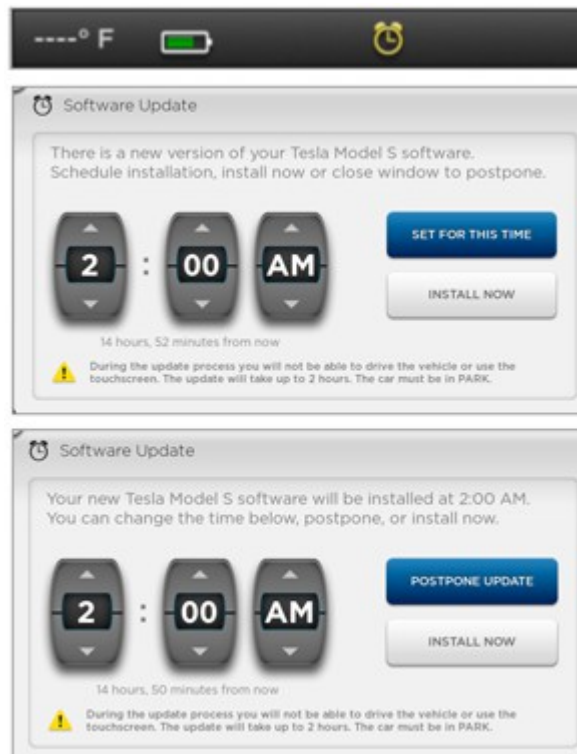 ----° F
Software Update
There is a new version of your Tesla Model S software.
Schedule installation, install now or close window to postpone.
2 : 00 AM
SET FOR THIS TIME
INSTALL NOW
14 hours, 52 minutes from now
During the update process you will not be able to drive the vehicle or use the
touchscreen. The update will take up to 2 hours. The car must be in PARK.
Software Update
Your new Tesla Model S software will be installed at 2:00 AM.
You can change the time below, postpone, or install now.
2 : 00 AM
POSTPONE UPDATE
INSTALL NOW
14 hours, 50 minutes from now
During the update process you will not be able to drive the vehicle or use the
touchscreen. The update will take up to 2 hours. The car must be in PARK.